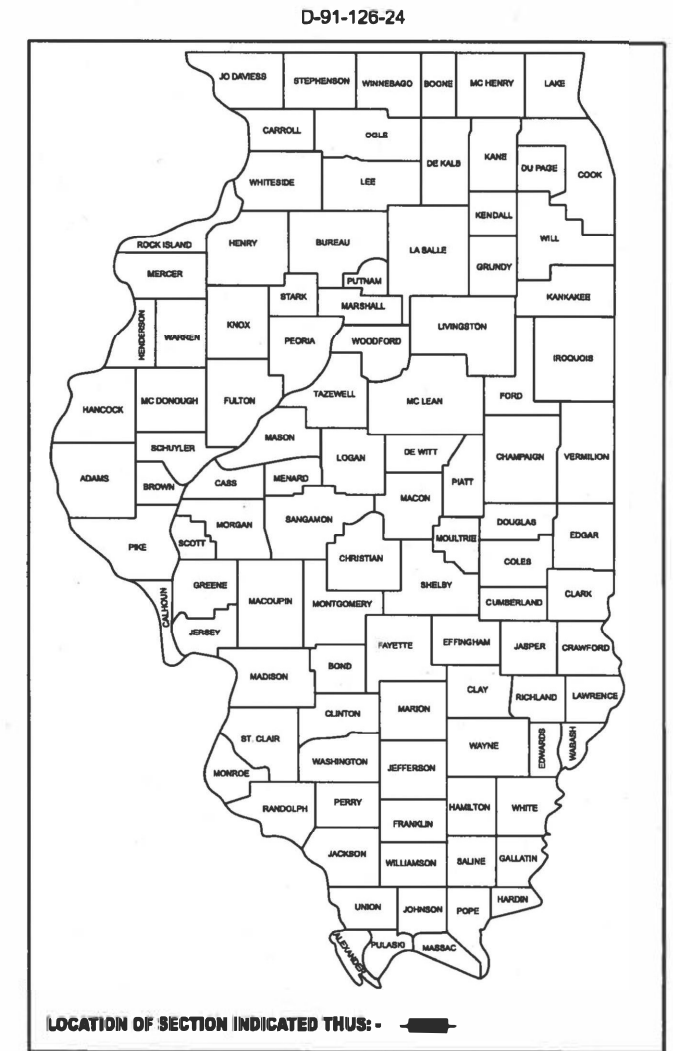 D-91-126-24
JO DAVIESS STEPHENSON WINNEBAGO BOONE MC HENRY LAKE
CARROLL OGLE
DE KALB KANE DU PAGE COOK
WHITESIDE LEE
KENDALL
ROCK ISLAND HENRY BUREAU LA SALLE WILL
MERCER PUTNAM GRUNDY
STARK MARSHALL KANKAKEE
HENDERSON WARREN KNOX PEORIA WOODFORD LIVINGSTON IROQUOIS
HANCOCK MC DONOUGH FULTON TAZEWELL MC LEAN FORD
MASON
SCHUYLER LOGAN DE WITT CHAMPAIGN VERMILION
ADAMS BROWN CASS MENARD PIATT
MACON
MORGAN SANGAMON DOUGLAS
PIKE SCOTT CHRISTIAN MOULTRIE EDGAR
COLES
GREENE SHELBY
CALHOUN MACOUPIN MONTGOMERY CUMBERLAND CLARK
JERSEY FAYETTE EFFINGHAM JASPER CRAWFORD
MADISON BOND
CLAY RICHLAND LAWRENCE
CLINTON MARION
ST. CLAIR WAYNE EDWARDS WABASH
WASHINGTON JEFFERSON
MONROE
RANDOLPH PERRY HAMILTON WHITE
FRANKLIN
JACKSON WILLIAMSON SALINE GALLATIN
UNION JOHNSON POPE HARDIN
ALEXANDER PULASKI MASSAC
LOCATION OF SECTION INDICATED THUS: -